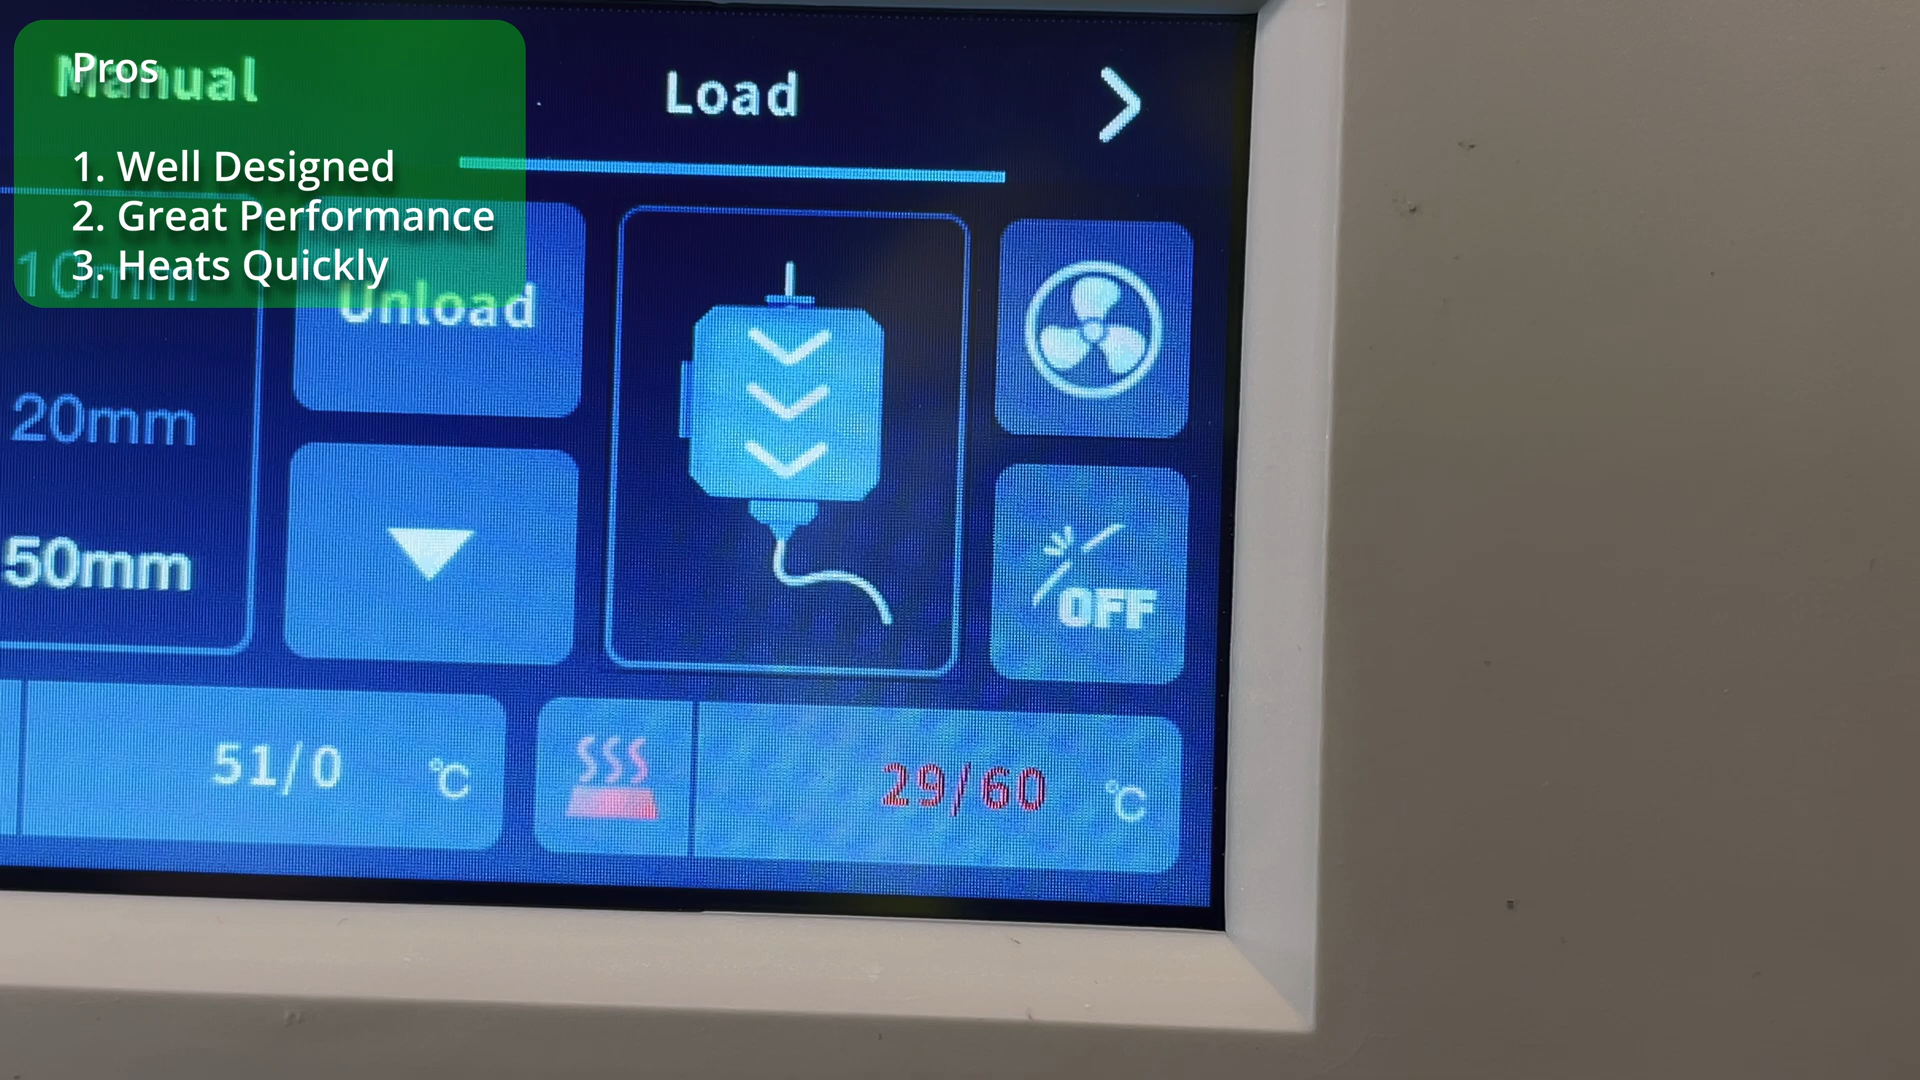 Pros
1. Well Designed
2. Great Performance
3. Heats Quickly
Manual
Load
10mm
Unload
20mm
50mm
OFF
51/0 °C
29/60 °C